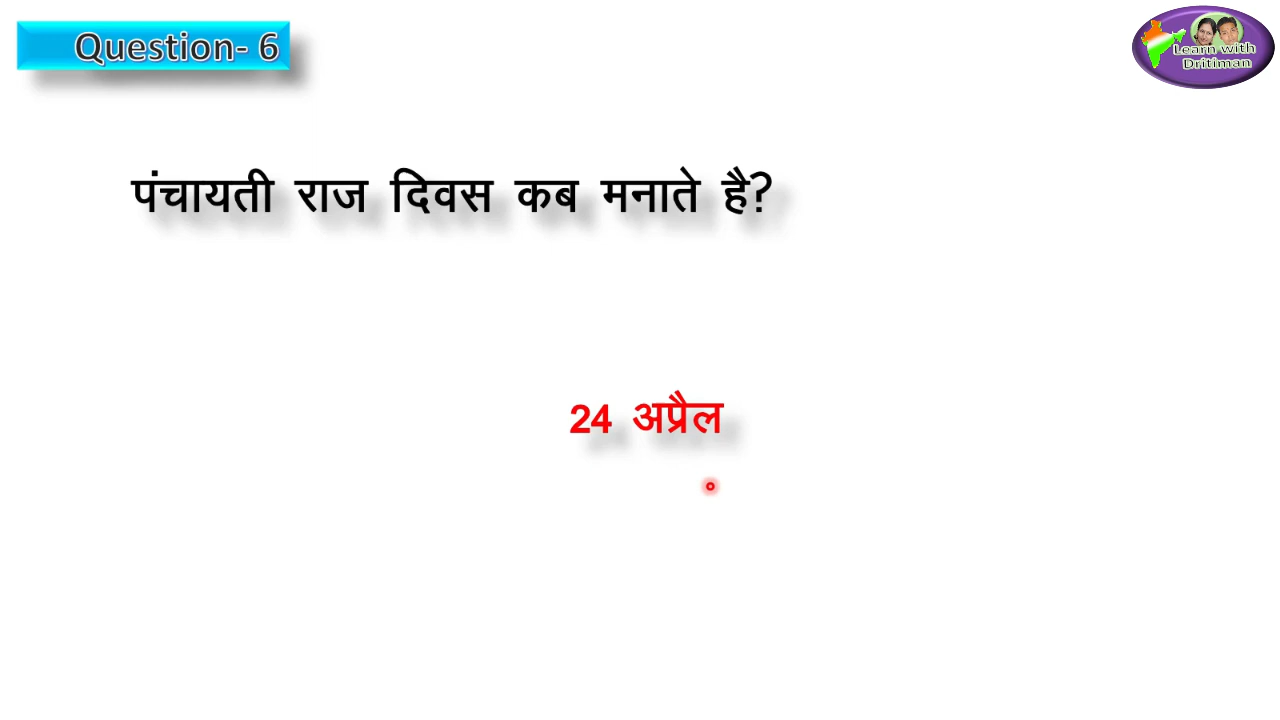 Question- 6
Learn with
Dritiman
पंचायती राज दिवस कब मनाते है?
24 अप्रैल